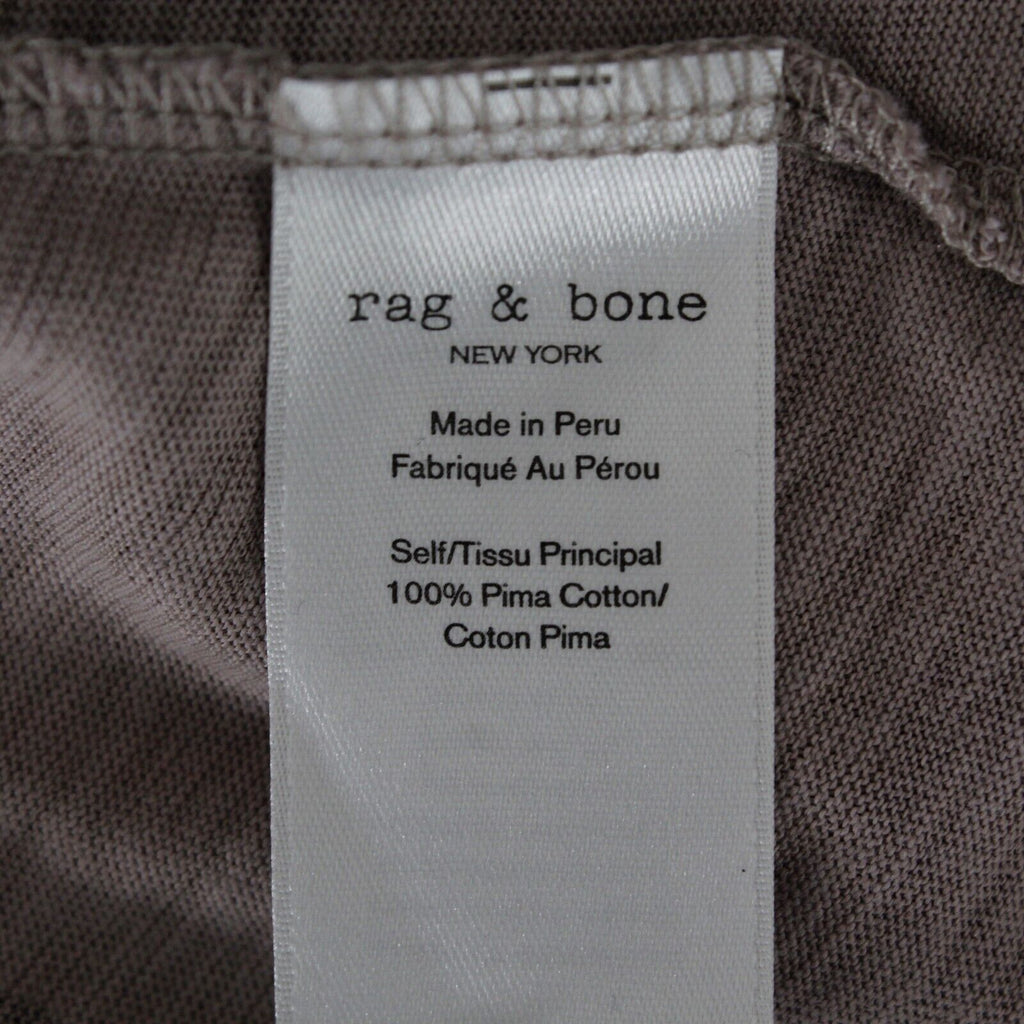 rag & bone
NEW YORK
Made in Peru
Fabriqué Au Pérou
Self/Tissu Principal
100% Pima Cotton/
Coton Pima